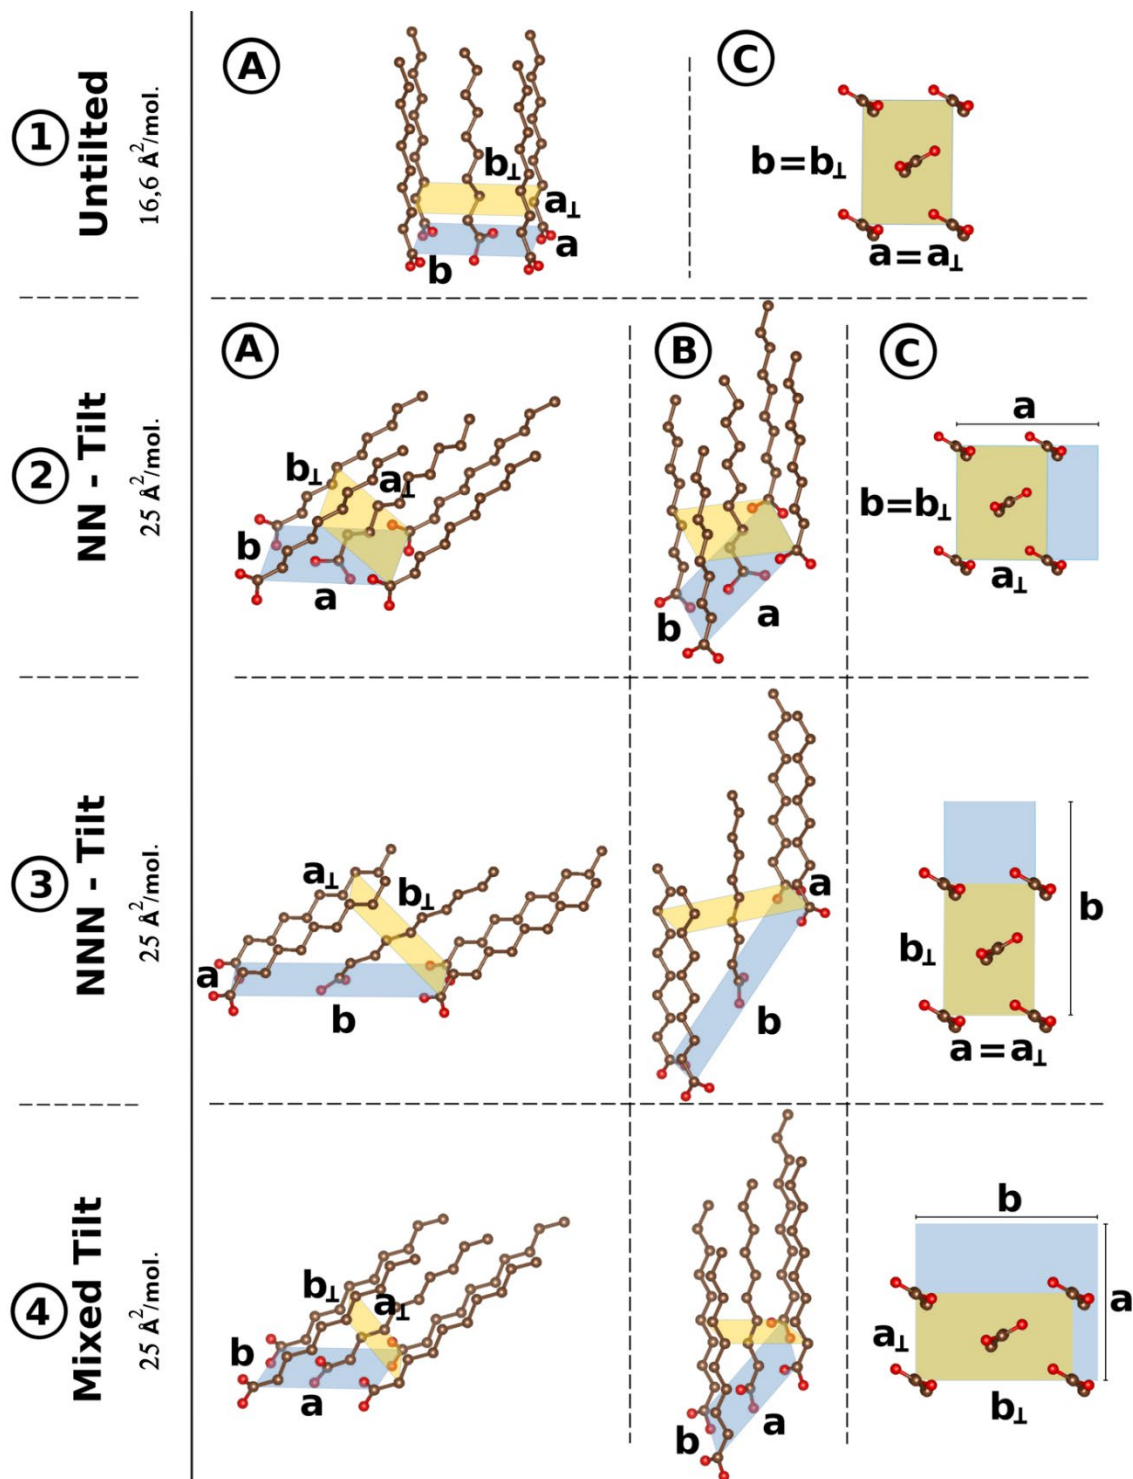 1
Untilted
16,6 Å²/mol.
A
b⊥
a⊥
a
b
C
b=b⊥
a=a⊥
2
NN - Tilt
25 Å²/mol.
A
b⊥
a⊥
b
a
B
b
a
C
a
b=b⊥
a⊥
3
NNN - Tilt
25 Å²/mol.
a⊥
b⊥
a
b
a
b
b
b⊥
a=a⊥
4
Mixed Tilt
25 Å²/mol.
b⊥
a⊥
b
a
b
a
b
a
a⊥
b⊥